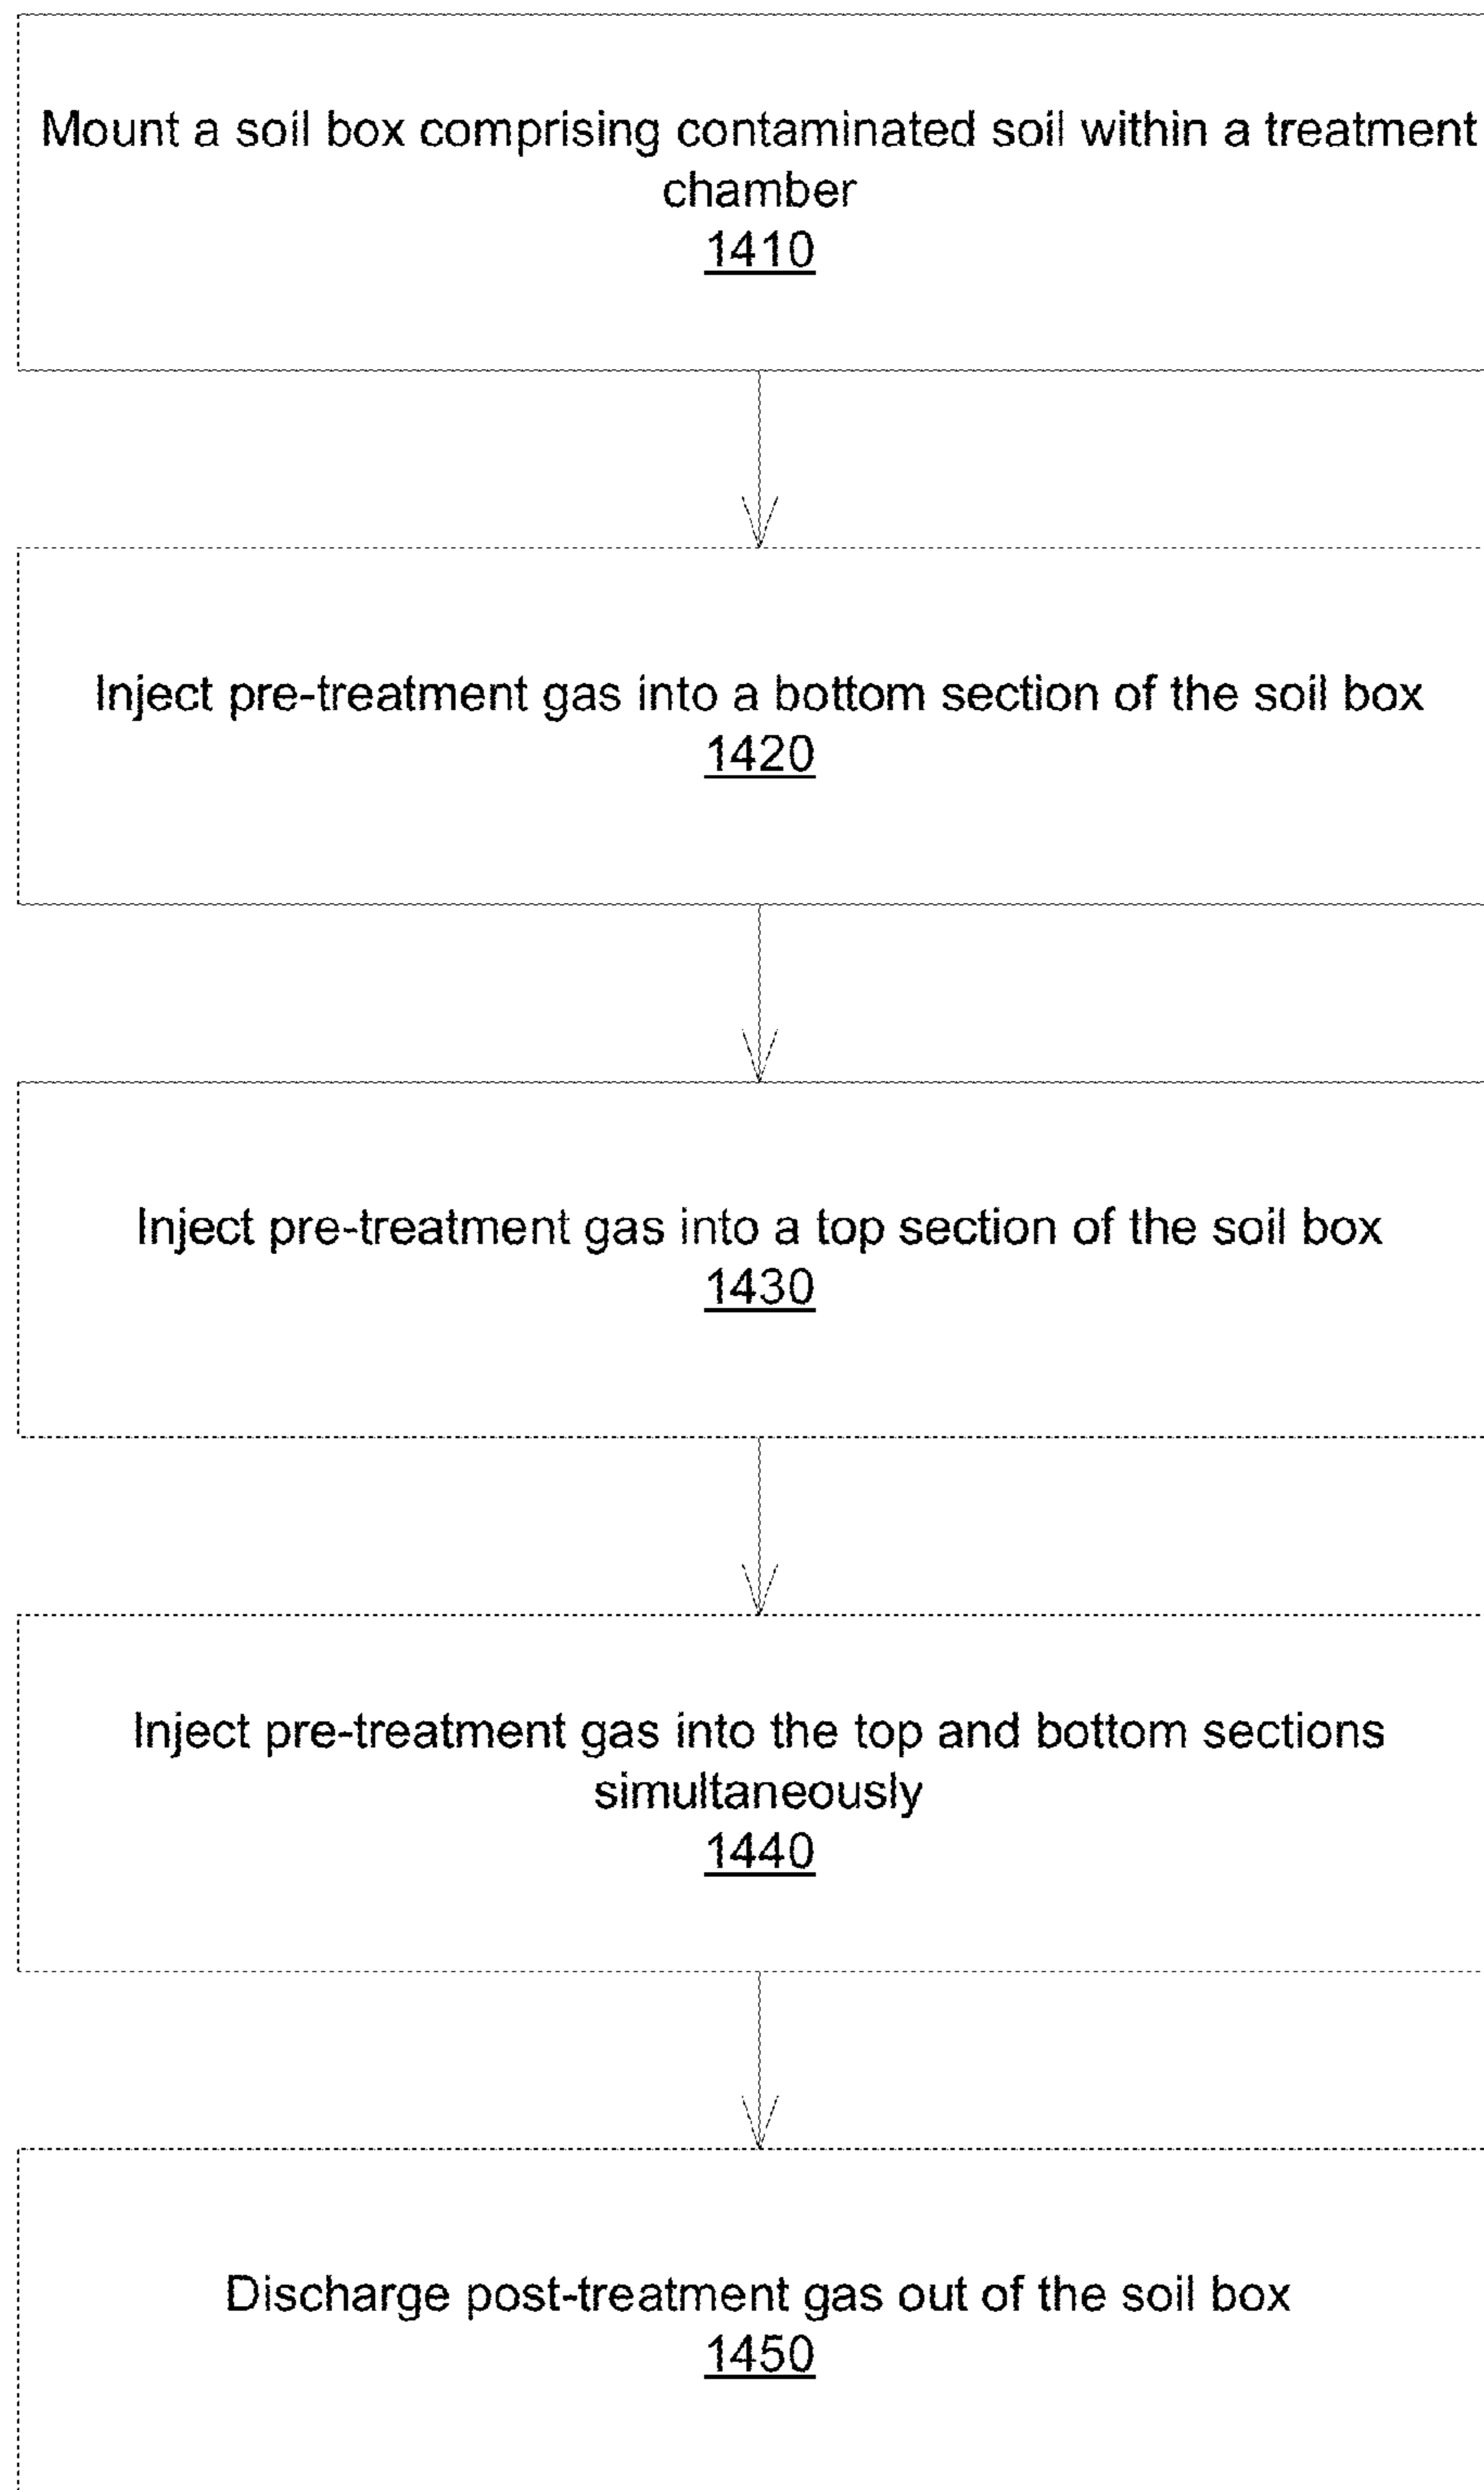 Mount a soil box comprising contaminated soil within a treatment
chamber
1410
Inject pre-treatment gas into a bottom section of the soil box
1420
Inject pre-treatment gas into a top section of the soil box
1430
Inject pre-treatment gas into the top and bottom sections
simultaneously
1440
Discharge post-treatment gas out of the soil box
1450